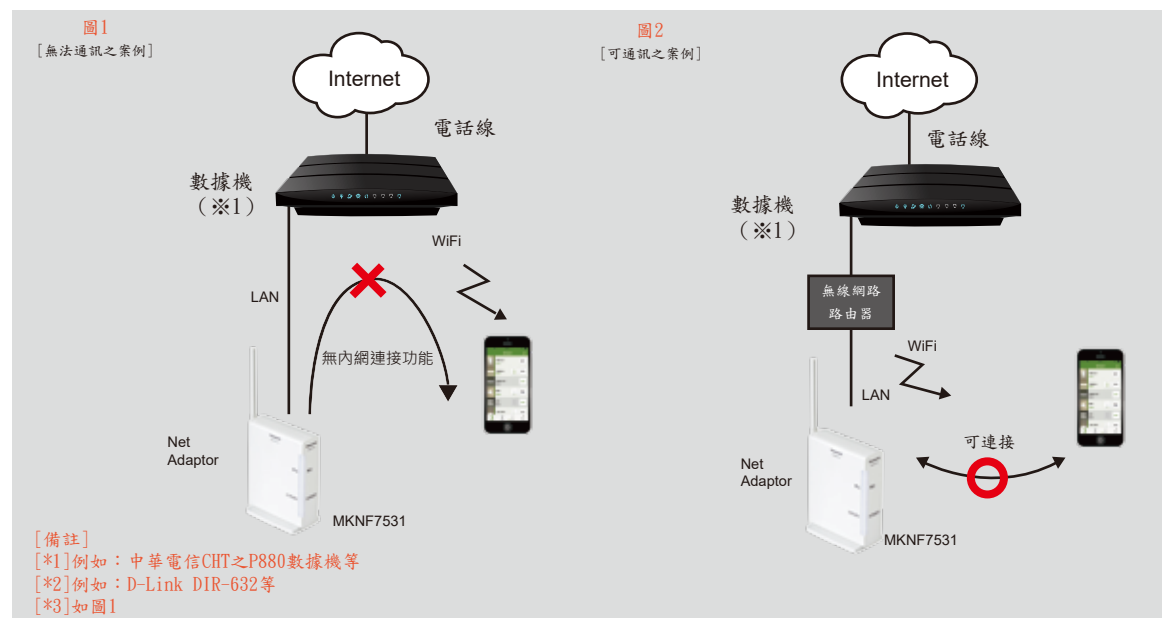 圖1
[無法通訊之案例]
Internet
電話線
數據機
(※1)
WiFi
LAN
無內網連接功能
Net
Adaptor
MKNF7531
[備註]
[*1]例如：中華電信CHT之P880數據機等
[*2]例如：D-Link DIR-632等
[*3]如圖1
圖2
[可通訊之案例]
Internet
電話線
數據機
(※1)
無線網路
路由器
WiFi
LAN
可連接
Net
Adaptor
MKNF7531